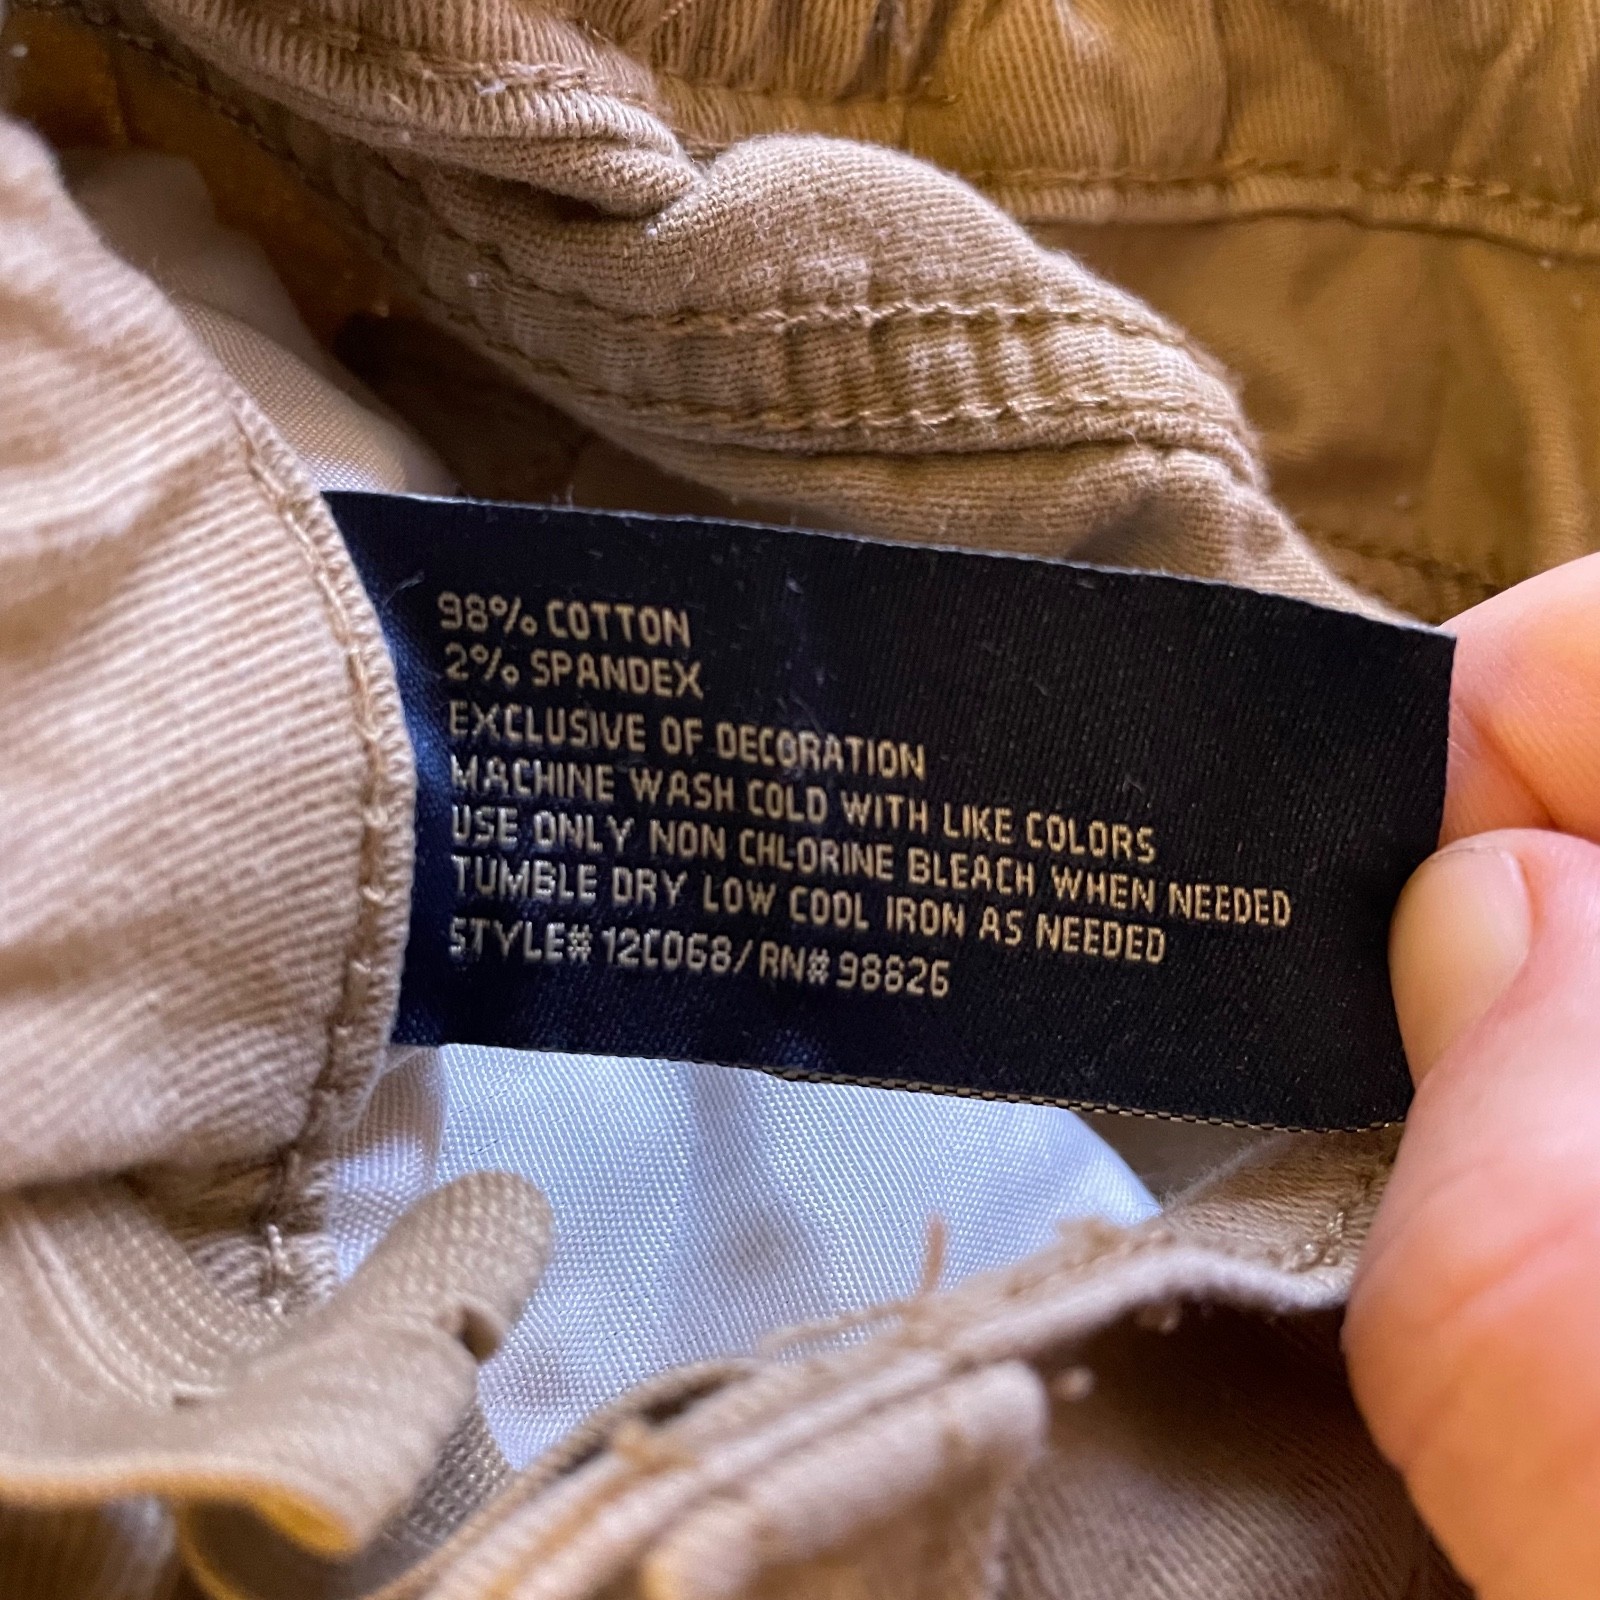 98% COTTON
2% SPANDEX
EXCLUSIVE OF DECORATION
MACHINE WASH COLD WITH LIKE COLORS
USE ONLY NON CHLORINE BLEACH WHEN NEEDED
TUMBLE DRY LOW COOL IRON AS NEEDED
STYLE# 12C068/RN# 98826